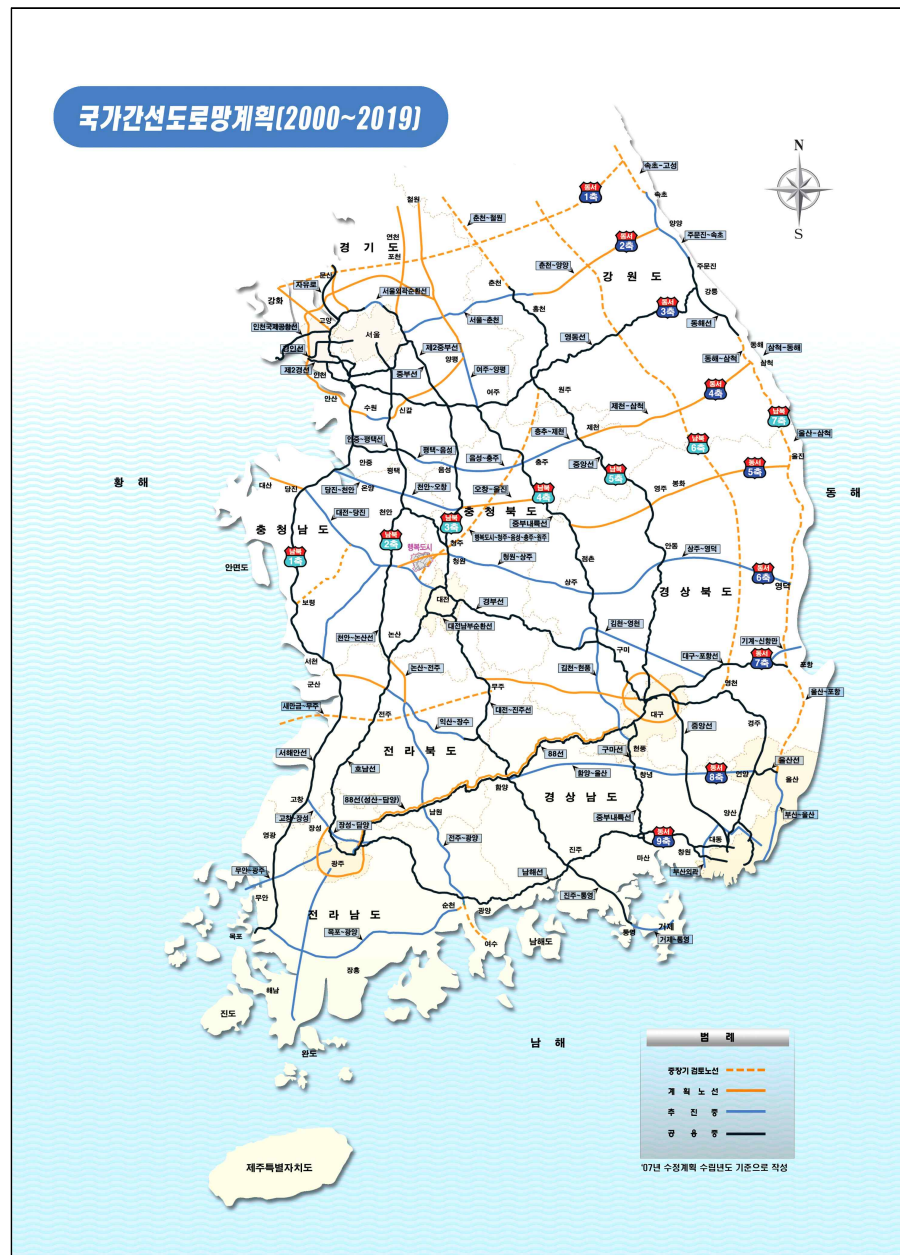 국가간선도로망계획(2000~2019)
N
S
속초~고성
동서
1축
속초
철원
춘천~철원
연천
포천
양양
주문진~속초
동서
2축
경 기 도
문산
춘천~양양
강 원 도
주문진
자유로
서울외곽순환선
춘천
강화
강릉
동서
3축
고양
홍천
인천국제공항선
서울~춘천
동해선
서울
영동선
경인선
제2중부선
동해
삼척~동해
양평
동해~삼척
삼척
제2경선
중부선
여주~양평
인천
원주
동서
4축
여주
안산
수원
신갈
제천~삼척
남북
7축
충추~제천
제천
울산~삼척
안중~평택선
평택~음성
남북
6축
음성~충주
안중
충주
중앙선
울진
평택
음성
남북
5축
동서
5축
황 해
대산
당진
당진~천안
온양
천안~오창
오창~울진
남북
4축
영주
봉화
동 해
대전~당진
천안
충 청 북 도
중부내륙선
충 청 남 도
남북
3축
행복도시~청주~음성~충주~원주
남북
2축
청주
행복도시
안동
남북
1축
청원
청원~상주
점촌
상주~영덕
안면도
상주
동서
6축
영덕
경 상 북 도
대전
경부선
보령
대전남부순환선
김천~영천
천안~논산선
논산
기계~신항만
구미
대구~포항선
동서
7축
서천
논산~전주
김천~현풍
포항
군산
무주
영천
울산~포항
새만금~무주
대전~진주선
전주
대구
익산~장수
경주
중앙선
서해안선
전 라 북 도
호남선
88선
구마선
현풍
울산선
함양~울산
동서
8축
언양
울산
창녕
함양
고창
88선(성산~담양)
경 상 남 도
고창~장성
남원
중부내륙선
양산
부산~울산
장성
장성~담양
영광
전주~광양
대동
동서
9축
광주
진주
마산
창원
무안~광주
남해선
부산외곽
무안
진주~통영
순천
광양
전 라 남 도
거제
목포
목포~광양
통영
여수
남해도
거제~통영
장흥
해남
진도
남 해
완도
범 례
중장기 검토노선
계 획 노 선
추 진 중
공 용 중
제주특별자치도
'07년 수정계획 수립년도 기준으로 작성